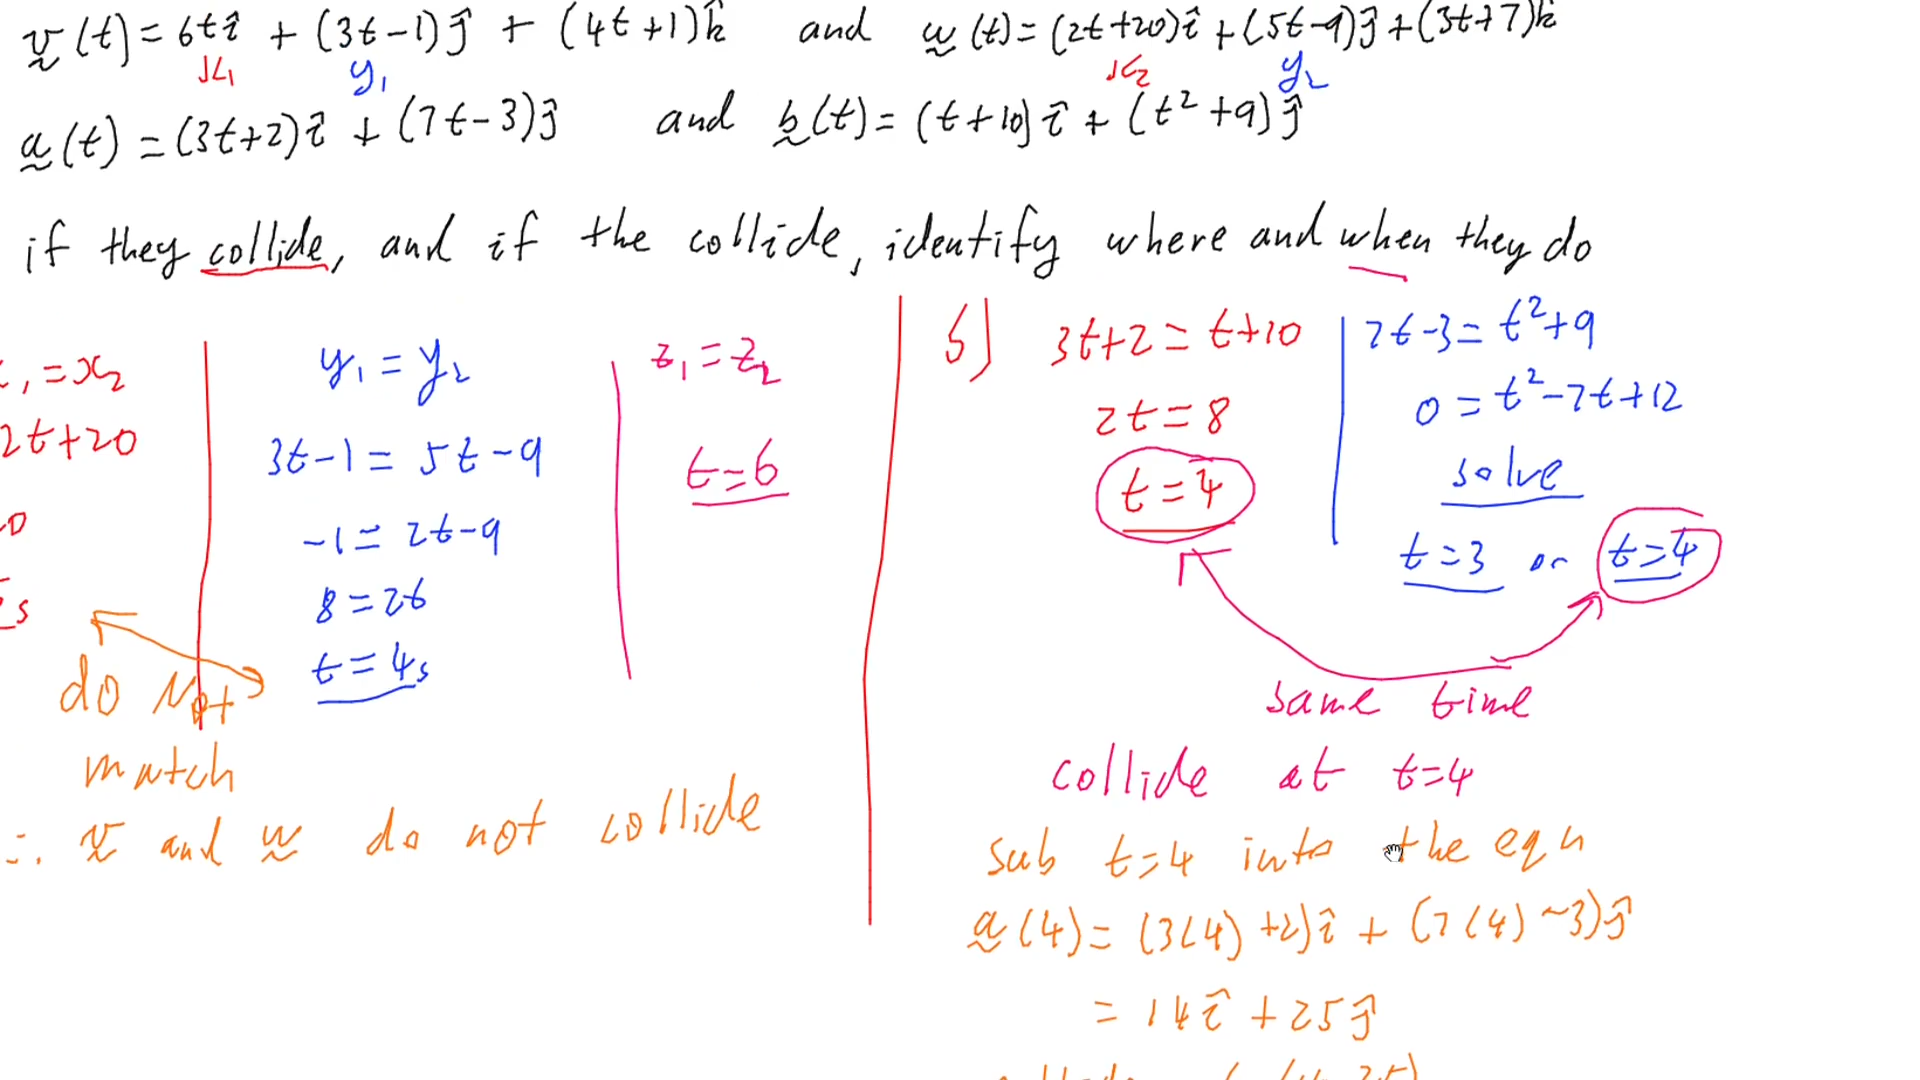 v(t) = 6t î + (3t-1)ĵ + (4t+1)k̂ and w(t) = (2t+20)î + (5t-9)ĵ + (3t+7)k̂
x₁ y₁ x₂ y₂
a(t) = (3t+2)î + (7t-3)ĵ and b(t) = (t+10)î + (t²+9)ĵ
if they collide, and if the collide, identify where and when they do
x₁ = x₂
2t+20
s
do Not
match
y₁ = y₂
3t-1 = 5t-9
-1 = 2t-9
8 = 2t
t = 4s
z₁ = z₂
t = 6
∴ v and w do not collide
b) 3t+2 = t+10
2t = 8
t = 4
7t-3 = t²+9
0 = t²-7t+12
solve
t = 3 or t = 4
same time
collide at t=4
sub t=4 into the eqn
a(4) = (3(4)+2)î + (7(4)-3)ĵ
= 14î + 25ĵ